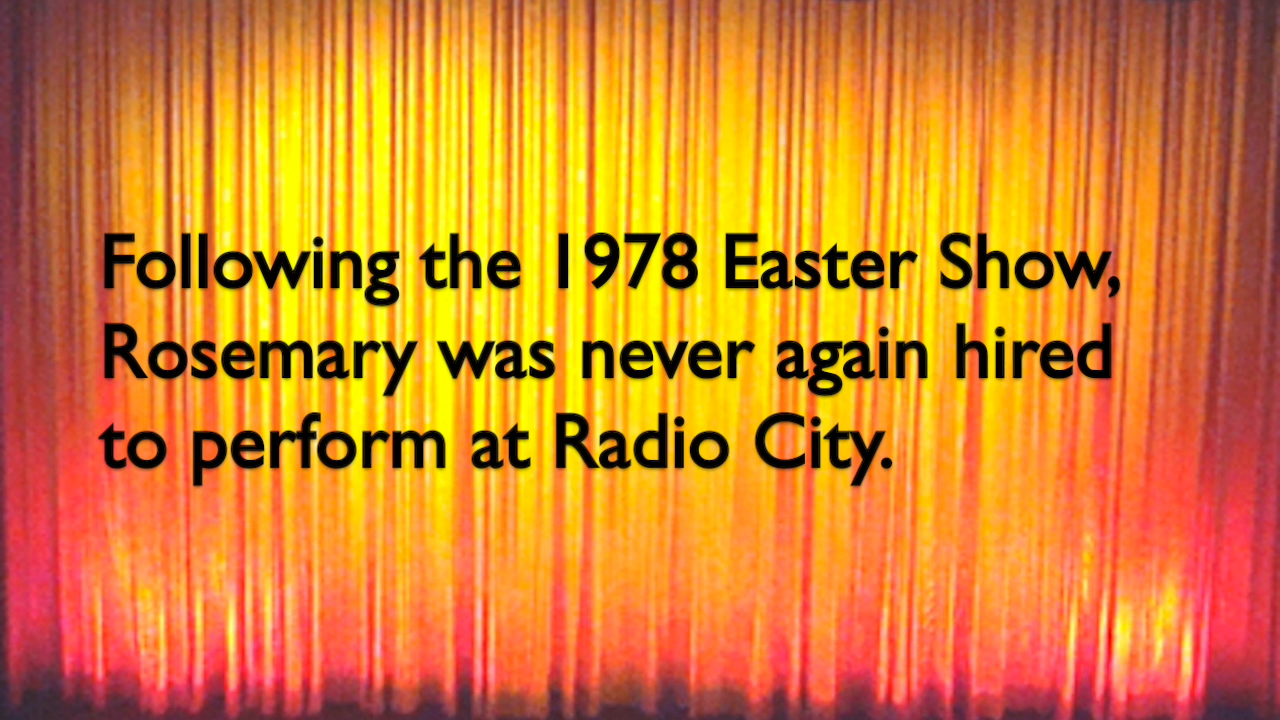 Following the 1978 Easter Show,
Rosemary was never again hired
to perform at Radio City.